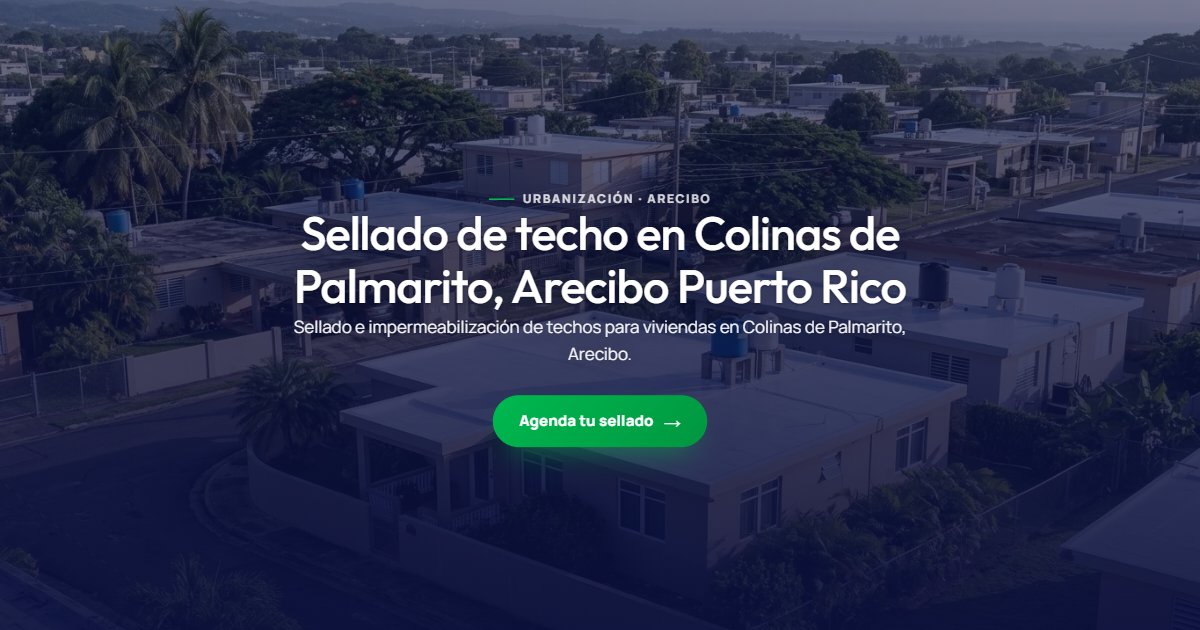 URBANIZACIÓN · ARECIBO
Sellado de techo en Colinas de
Palmarito, Arecibo Puerto Rico
Sellado e impermeabilización de techos para viviendas en Colinas de Palmarito,
Arecibo.
Agenda tu sellado →